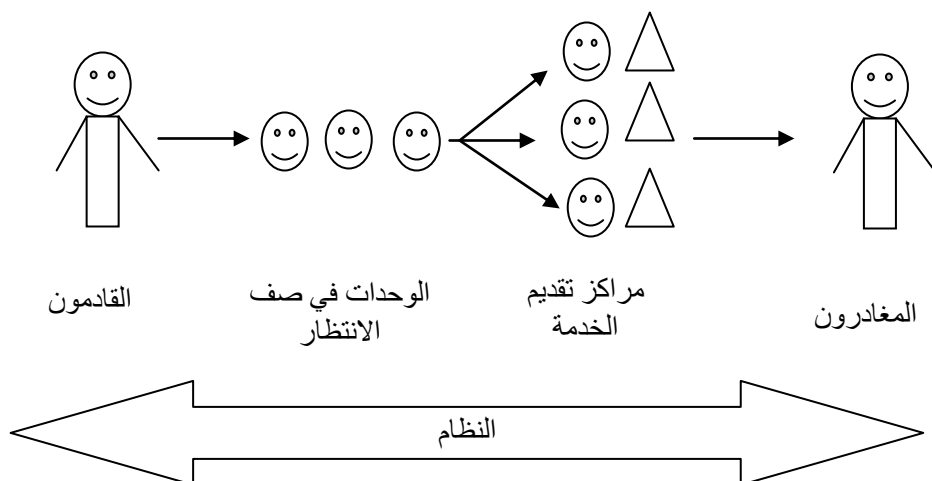 القادمون
الوحدات في صف
الانتظار
مراكز تقديم
الخدمة
المغادرون
النظام